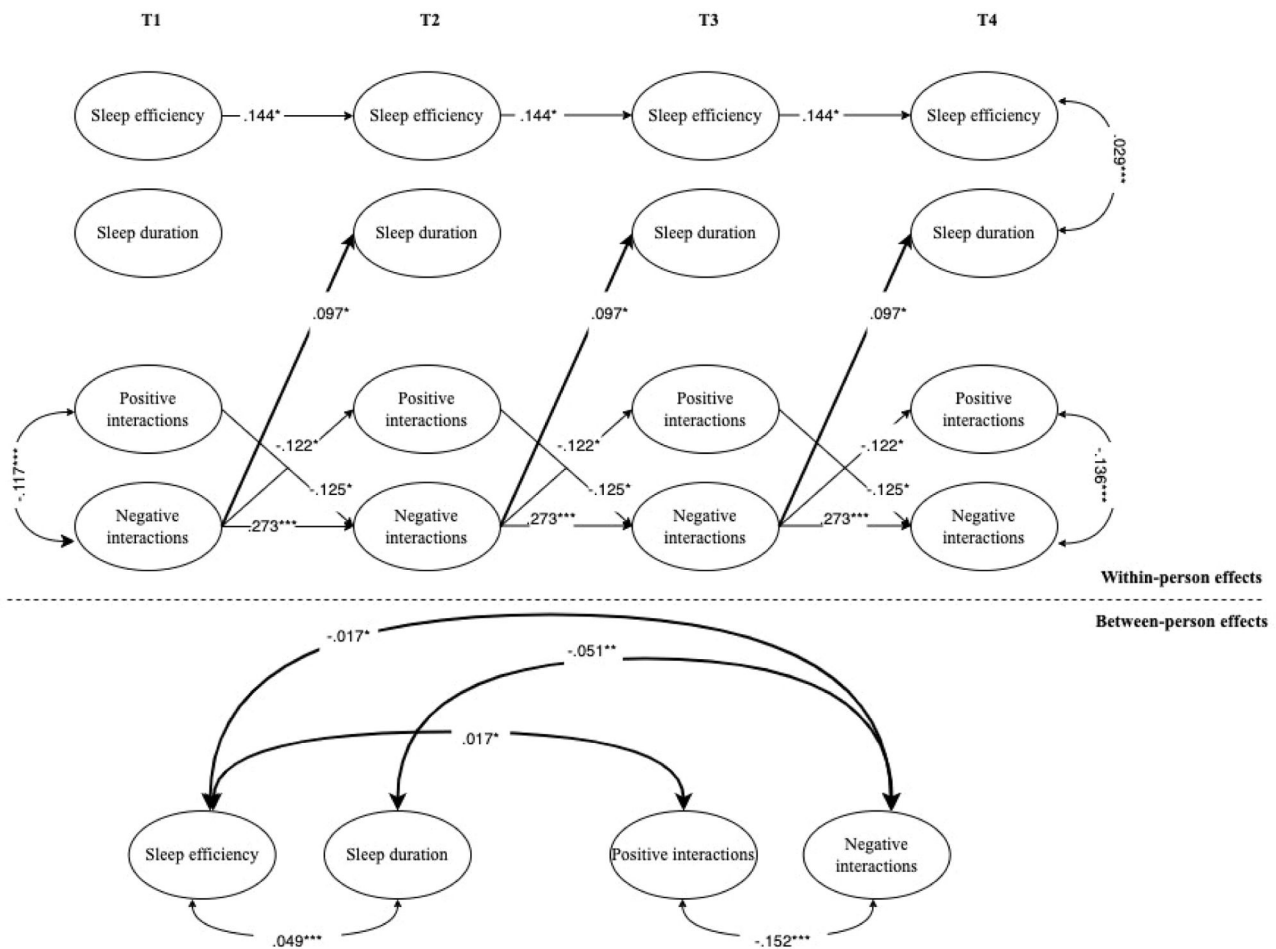 T1 T2 T3 T4
Sleep efficiency .144* Sleep efficiency .144* Sleep efficiency .144* Sleep efficiency
.029***
Sleep duration Sleep duration Sleep duration Sleep duration
.097* .097* .097*
Positive
interactions
Positive
interactions
Positive
interactions
Positive
interactions
-.122* -.122* -.122*
-.117*** -.136***
-.125* -.125* -.125*
Negative
interactions
.273***
Negative
interactions
.273***
Negative
interactions
.273***
Negative
interactions
Within-person effects
Between-person effects
-.017*
-.051**
.017*
Sleep efficiency Sleep duration Positive interactions
Negative
interactions
.049*** -.152***